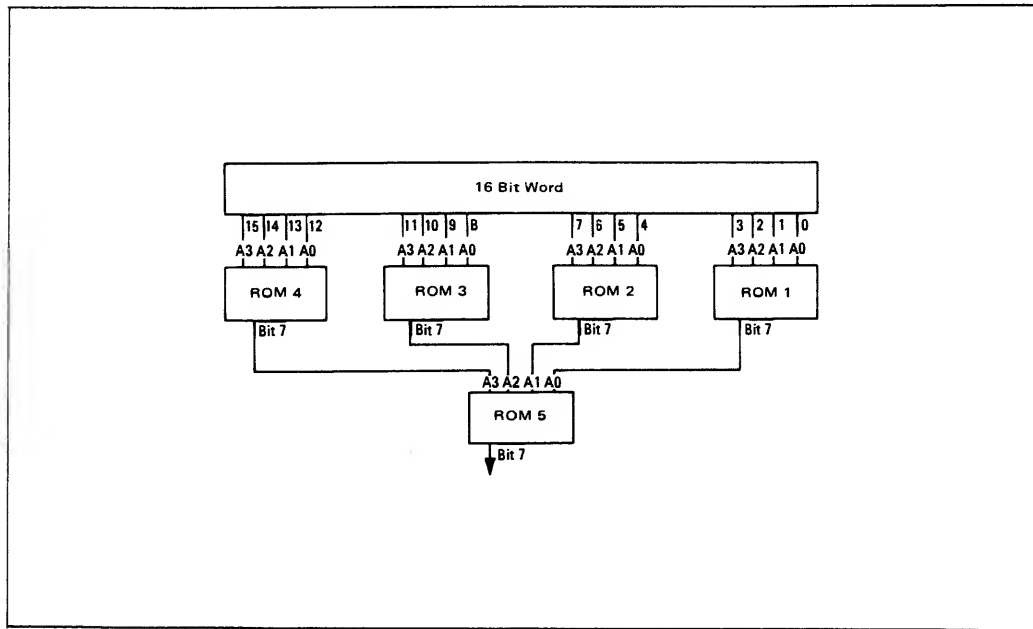 16 Bit Word
15 14 13 12 11 10 9 8 7 6 5 4 3 2 1 0
A3 A2 A1 A0 A3 A2 A1 A0 A3 A2 A1 A0 A3 A2 A1 A0
ROM 4 ROM 3 ROM 2 ROM 1
Bit 7 Bit 7 Bit 7 Bit 7
A3 A2 A1 A0
ROM 5
Bit 7